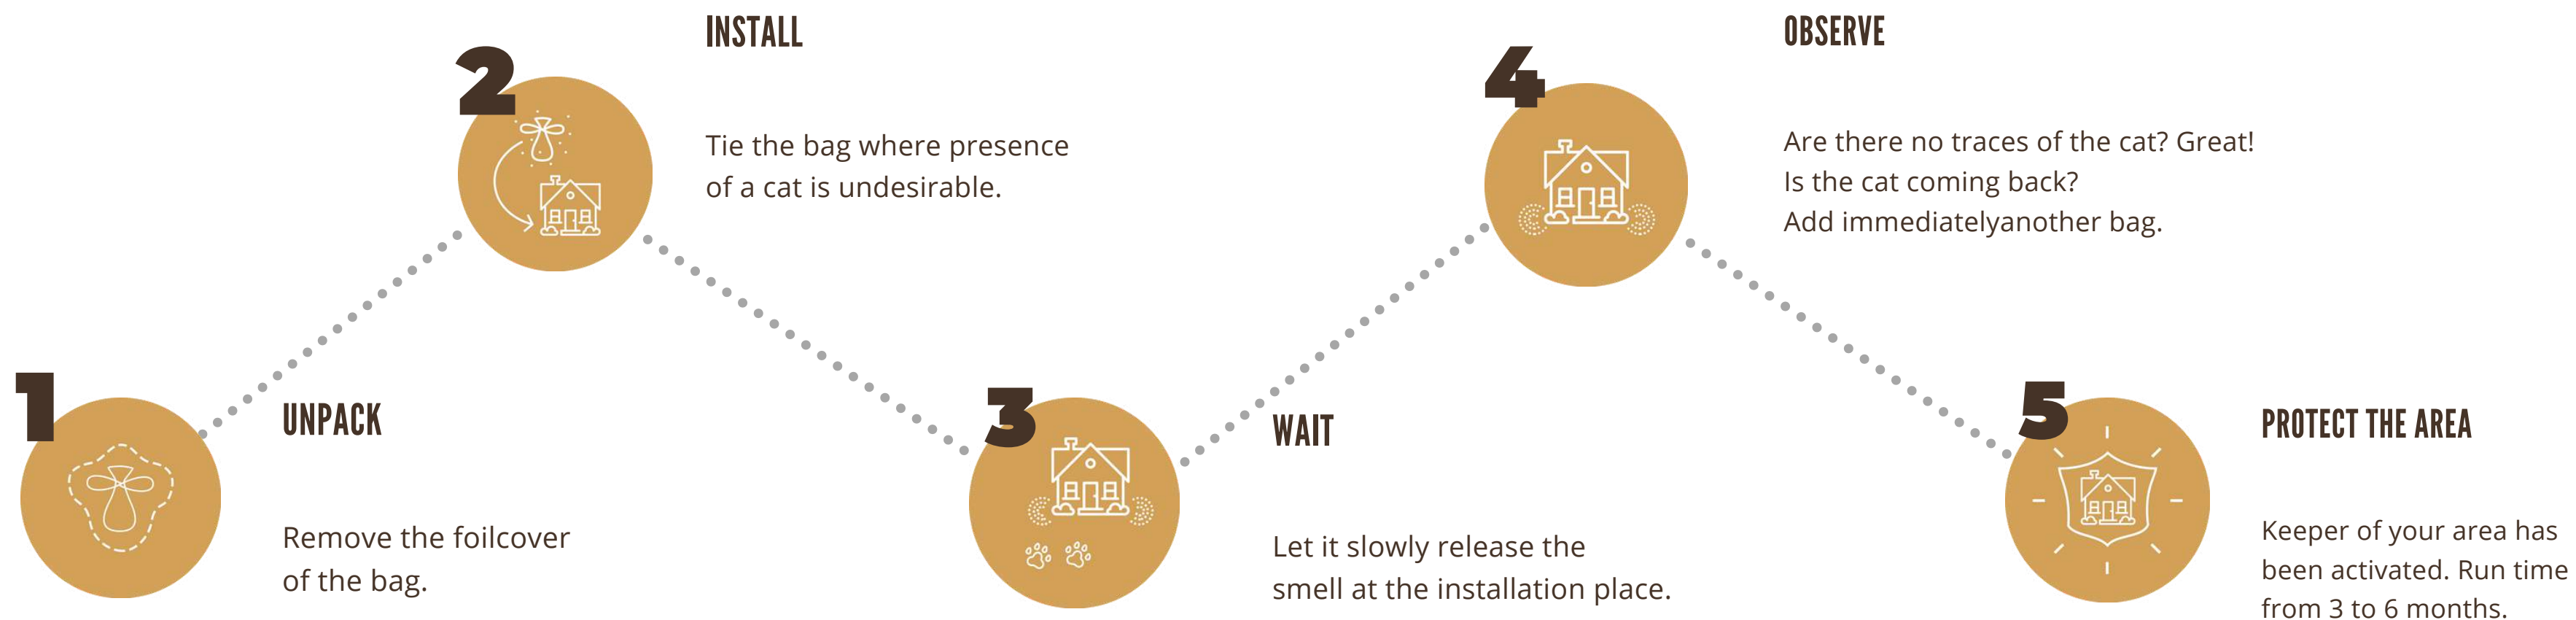 1
UNPACK
Remove the foilcover
of the bag.
2
INSTALL
Tie the bag where presence
of a cat is undesirable.
3
WAIT
Let it slowly release the
smell at the installation place.
4
OBSERVE
Are there no traces of the cat? Great!
Is the cat coming back?
Add immediatelyanother bag.
5
PROTECT THE AREA
Keeper of your area has
been activated. Run time
from 3 to 6 months.